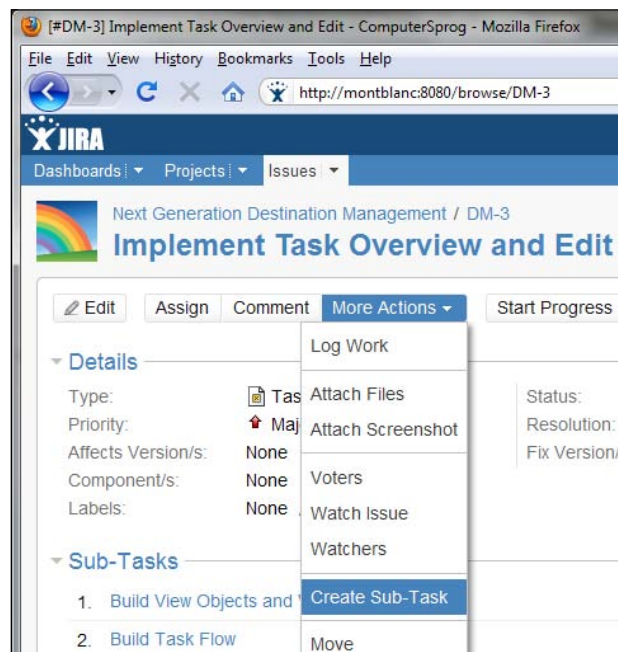 [#DM-3] Implement Task Overview and Edit - ComputerSprog - Mozilla Firefox
File Edit View History Bookmarks Tools Help
http://montblanc:8080/browse/DM-3
JIRA
Dashboards Projects Issues
Next Generation Destination Management / DM-3
Implement Task Overview and Edit
Edit Assign Comment More Actions Start Progress
Log Work
Details
Type: Tas Attach Files Status:
Priority: Maj Attach Screenshot Resolution:
Affects Version/s: None Fix Version/
Component/s: None Voters
Labels: None Watch Issue
Watchers
Sub-Tasks
1. Build View Objects and Create Sub-Task
2. Build Task Flow Move